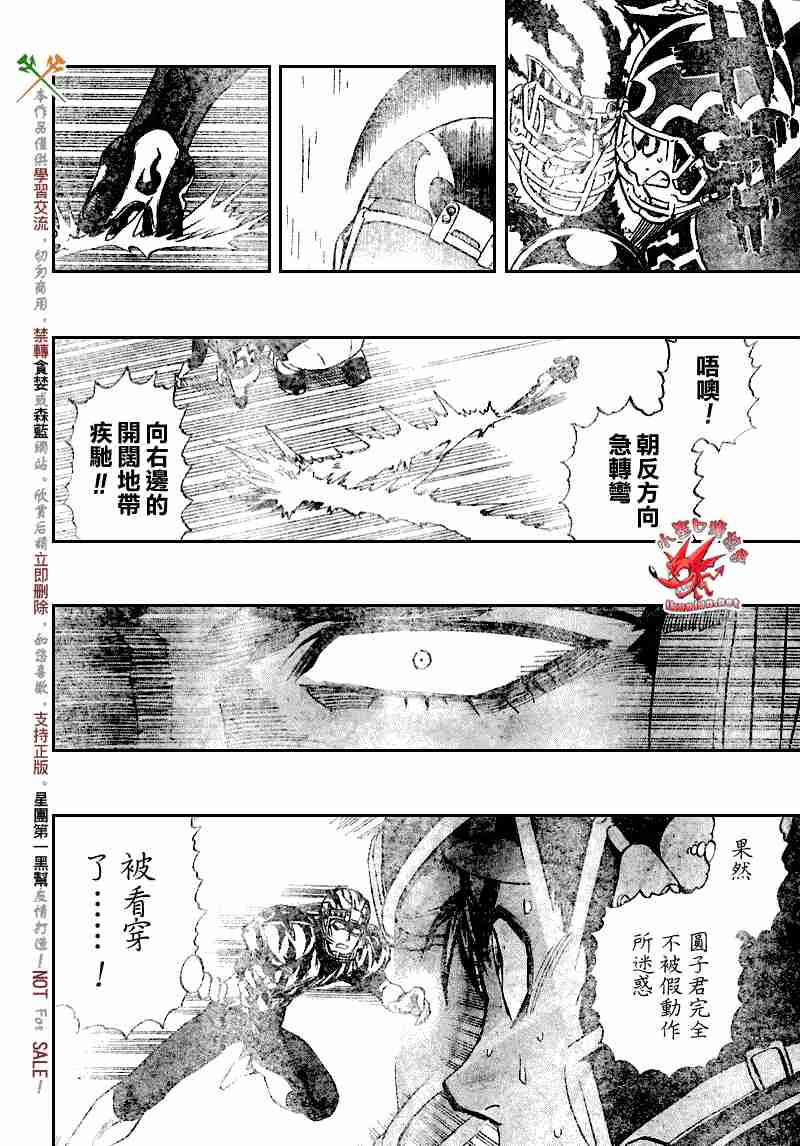 唔噢！
朝反方向
急轉彎
向右邊的
開闊地帶
疾馳!!
果然
圓子君完全
不被假動作
所迷惑
被看穿
了……！
本作品僅供學習交流，切勿商用，禁轉貪婪或森藍網站。欣賞后請立即刪除，如您喜歡，支持正版。星團第一黑幫友情打造！NOT For SALE！
ikumian.net